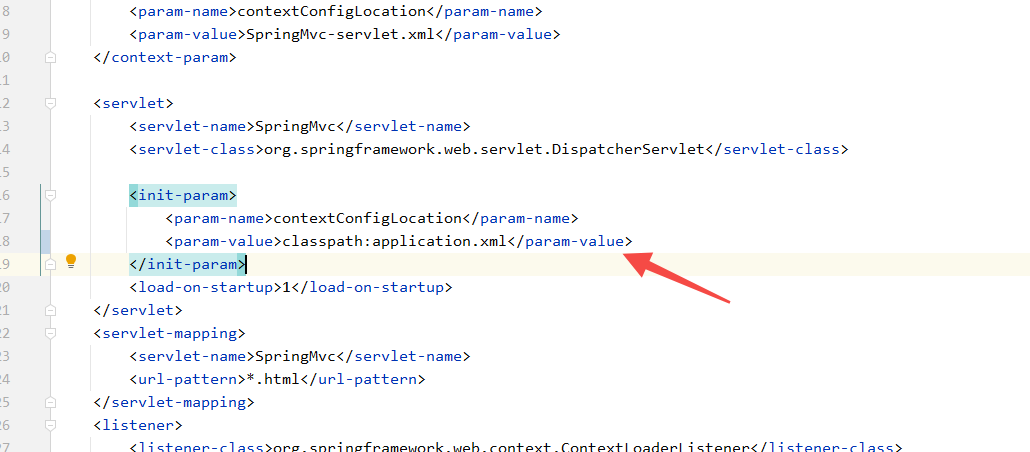 8 <param-name>contextConfigLocation</param-name>
9 <param-value>SpringMvc-servlet.xml</param-value>
10 </context-param>
11
12 <servlet>
13 <servlet-name>SpringMvc</servlet-name>
14 <servlet-class>org.springframework.web.servlet.DispatcherServlet</servlet-class>
15
16 <init-param>
17 <param-name>contextConfigLocation</param-name>
18 <param-value>classpath:application.xml</param-value>
19 </init-param>
20 <load-on-startup>1</load-on-startup>
21 </servlet>
22 <servlet-mapping>
23 <servlet-name>SpringMvc</servlet-name>
24 <url-pattern>*.html</url-pattern>
25 </servlet-mapping>
26 <listener>
27 <listener-class>org.springframework.web.context.ContextLoaderListener</listener-class>